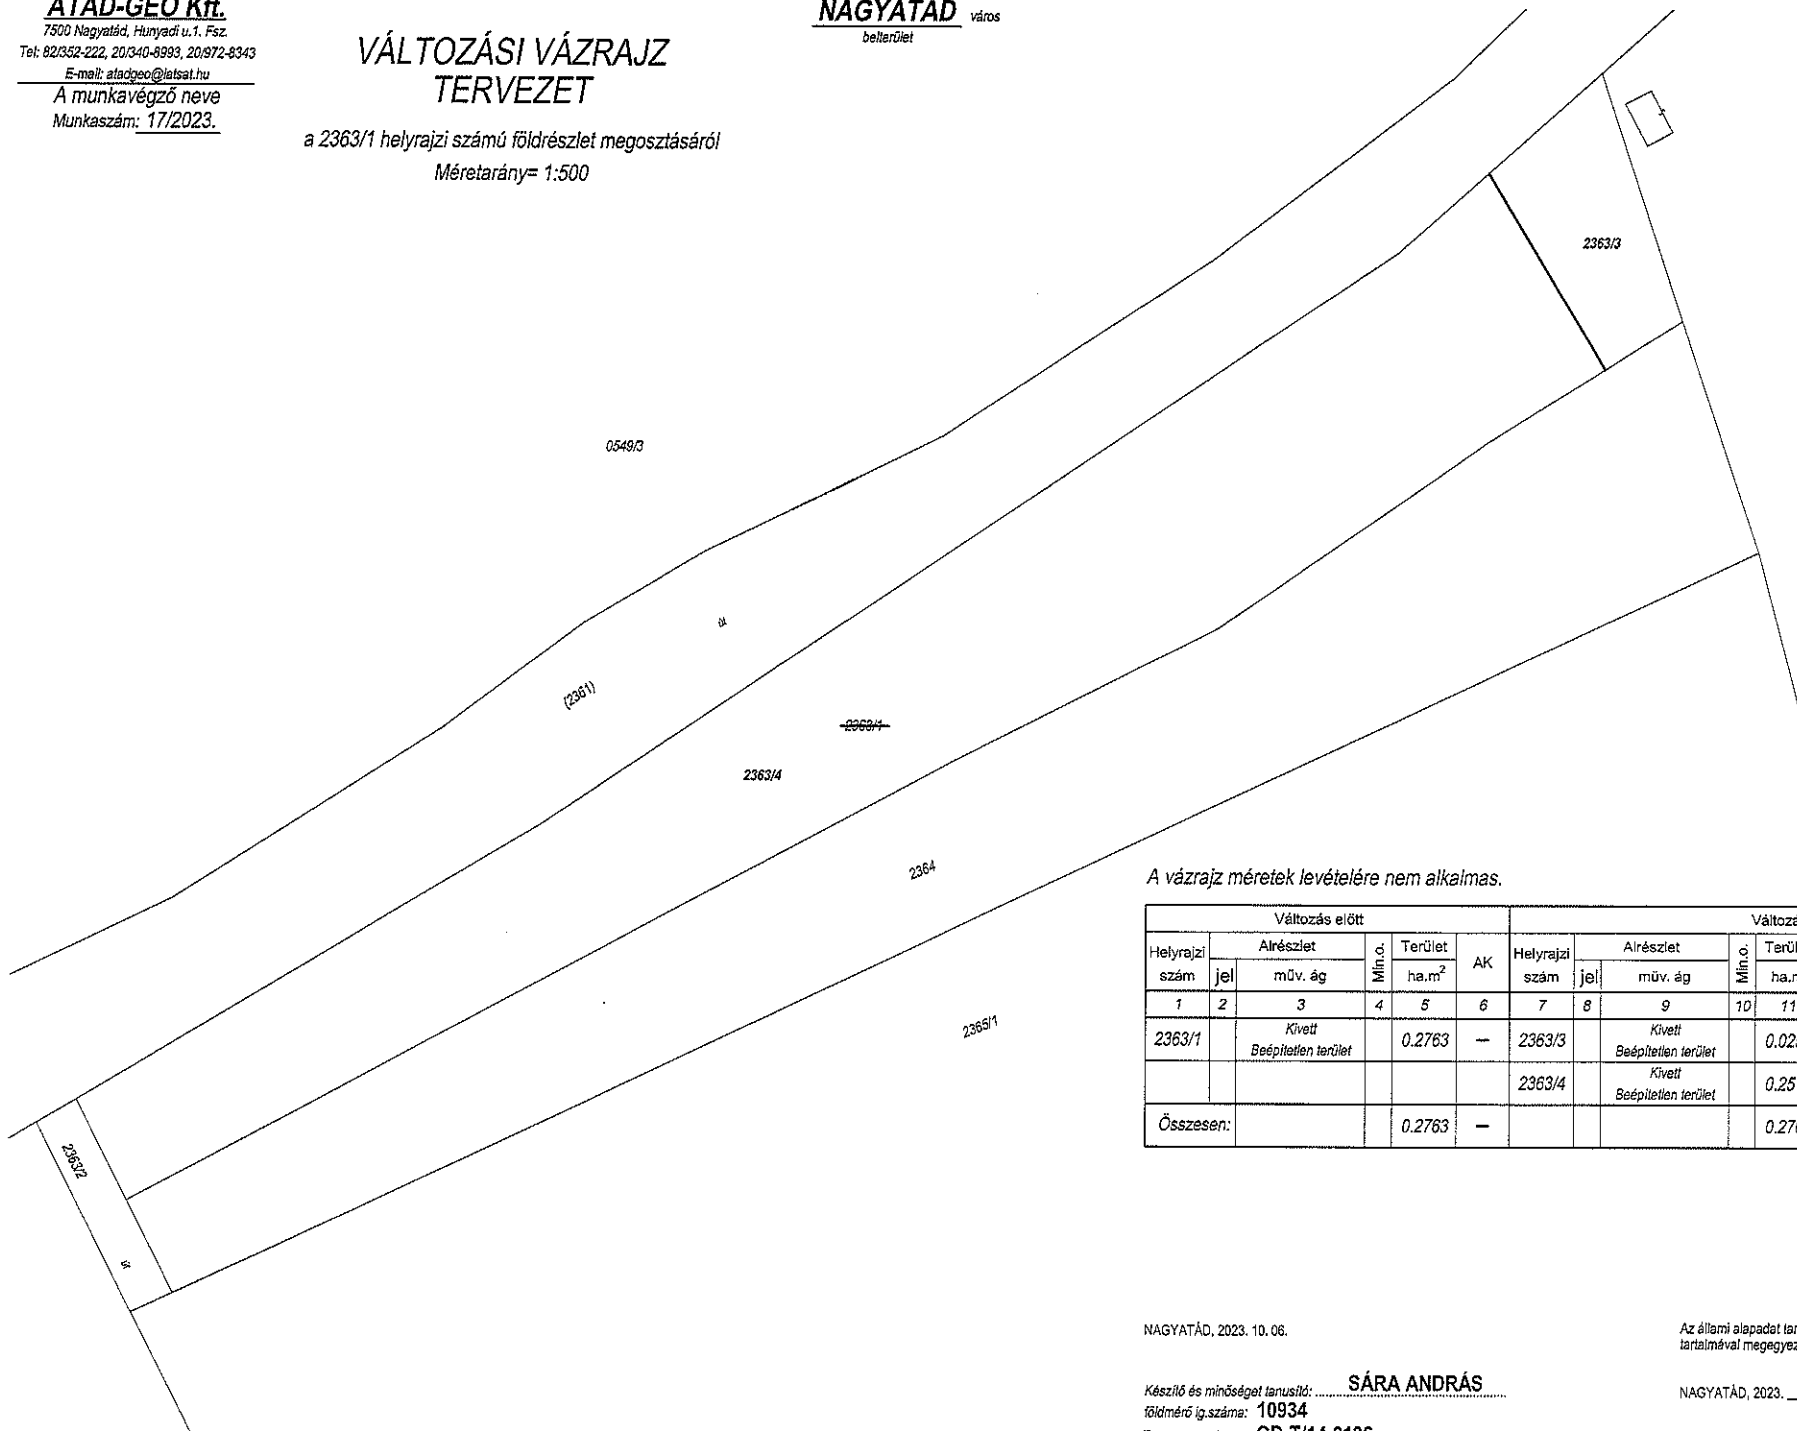 ATÁD-GEO Kft.
7500 Nagyatád, Hunyadi u.1. Fsz.
Tel: 82/352-222, 20/340-8993, 20/972-8343
E-mail: atadgeo@latsat.hu
A munkavégző neve
Munkaszám: 17/2023.
VÁLTOZÁSI VÁZRAJZ
TERVEZET
a 2363/1 helyrajzi számú földrészlet megosztásáról
Méretarány= 1:500
NAGYATÁD város
belterület
2363/3
0549/3
út
(2361)
2363/1
2363/4
2364
2365/1
2363/2
út
A vázrajz méretek levételére nem alkalmas.
Változás előtt
Helyrajzi szám Alrészlet Min.o. Terület AK Helyrajzi szám Alrészlet Min.o.
jel műv. ág ha.m² jel műv. ág
1 2 3 4 5 6 7 8 9 10 11
2363/1 Kivett Beépítetlen terület 0.2763 – 2363/3 Kivett Beépítetlen terület
2363/4 Kivett Beépítetlen terület
Összesen: 0.2763 –
NAGYATÁD, 2023. 10. 06.
Az állami alapadat
Készítő és minőséget tanusító: SÁRA ANDRÁS
NAGYATÁD, 2023.
földmérő ig.száma: 10934